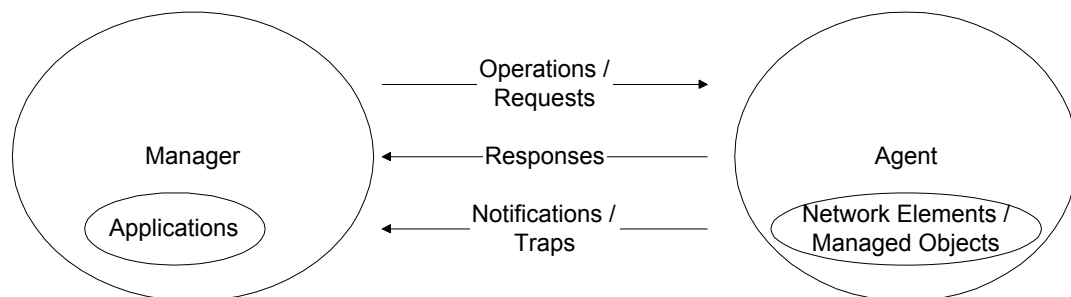 Operations /
Requests
Manager
Responses
Agent
Applications
Notifications /
Traps
Network Elements /
Managed Objects